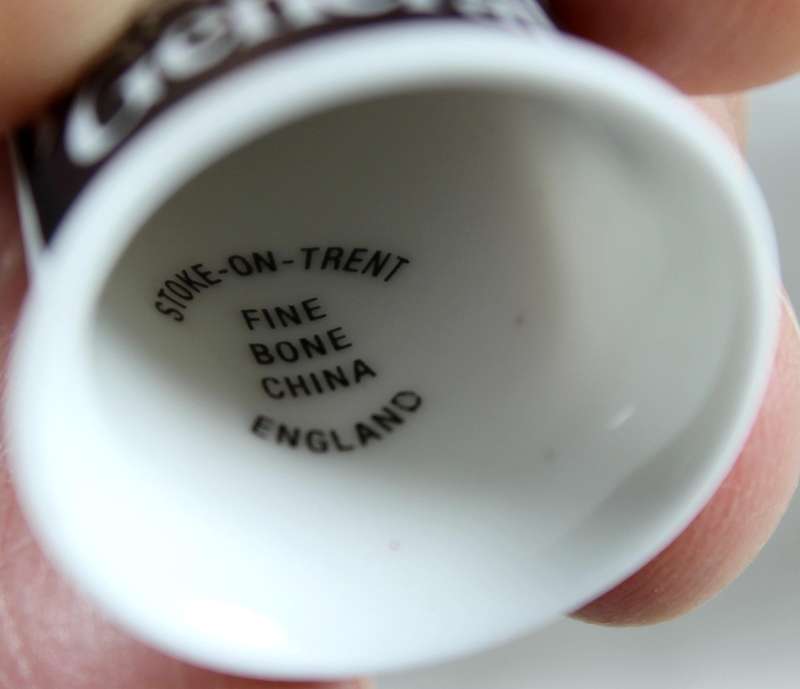 STOKE-ON-TRENT
FINE
BONE
CHINA
ENGLAND